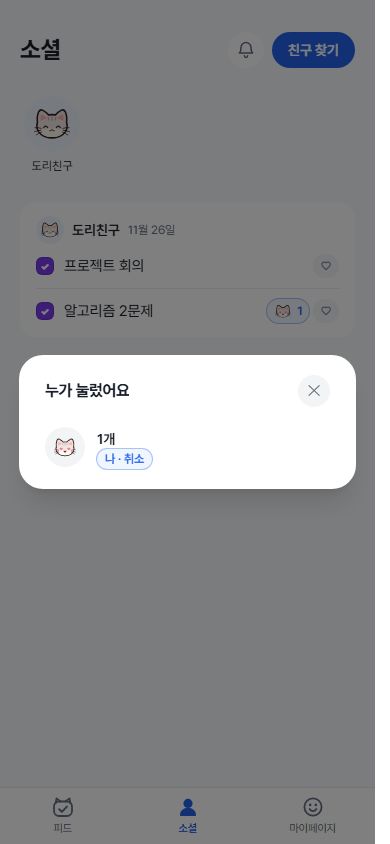 소셜
친구 찾기
도리친구
도리친구 11월 26일
프로젝트 회의
알고리즘 2문제 1
누가 눌렀어요
1개
나 · 취소
피드 소셜 마이페이지